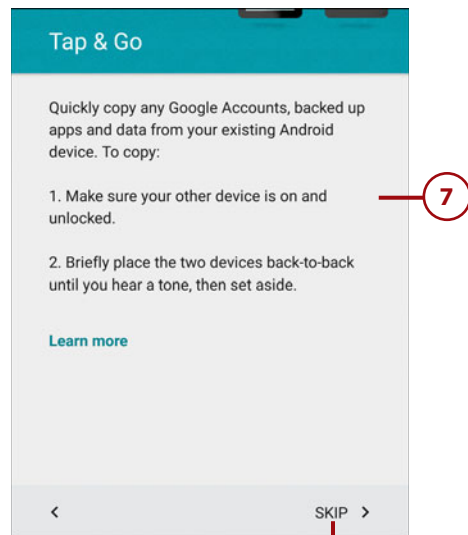 Tap & Go
Quickly copy any Google Accounts, backed up
apps and data from your existing Android
device. To copy:
1. Make sure your other device is on and
unlocked.
7
2. Briefly place the two devices back-to-back
until you hear a tone, then set aside.
Learn more
SKIP